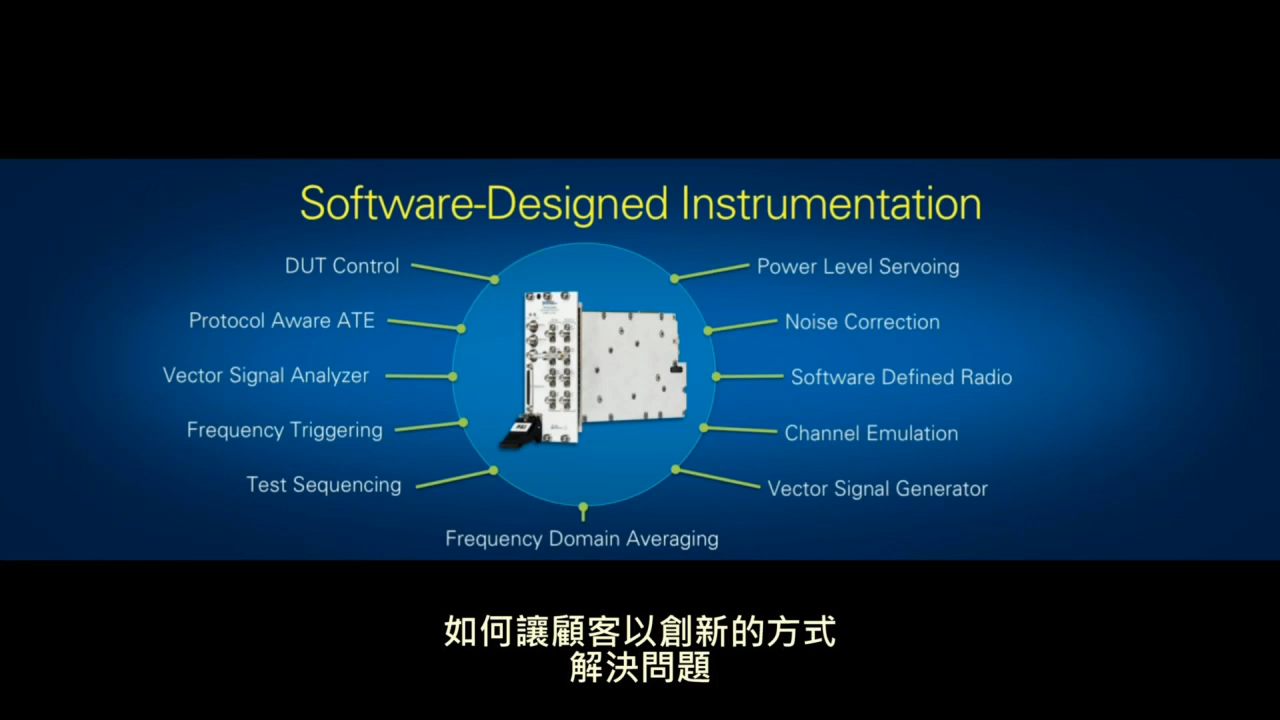 Software-Designed Instrumentation
DUT Control
Protocol Aware ATE
Vector Signal Analyzer
Frequency Triggering
Test Sequencing
Frequency Domain Averaging
Power Level Servoing
Noise Correction
Software Defined Radio
Channel Emulation
Vector Signal Generator
如何讓顧客以創新的方式
解決問題